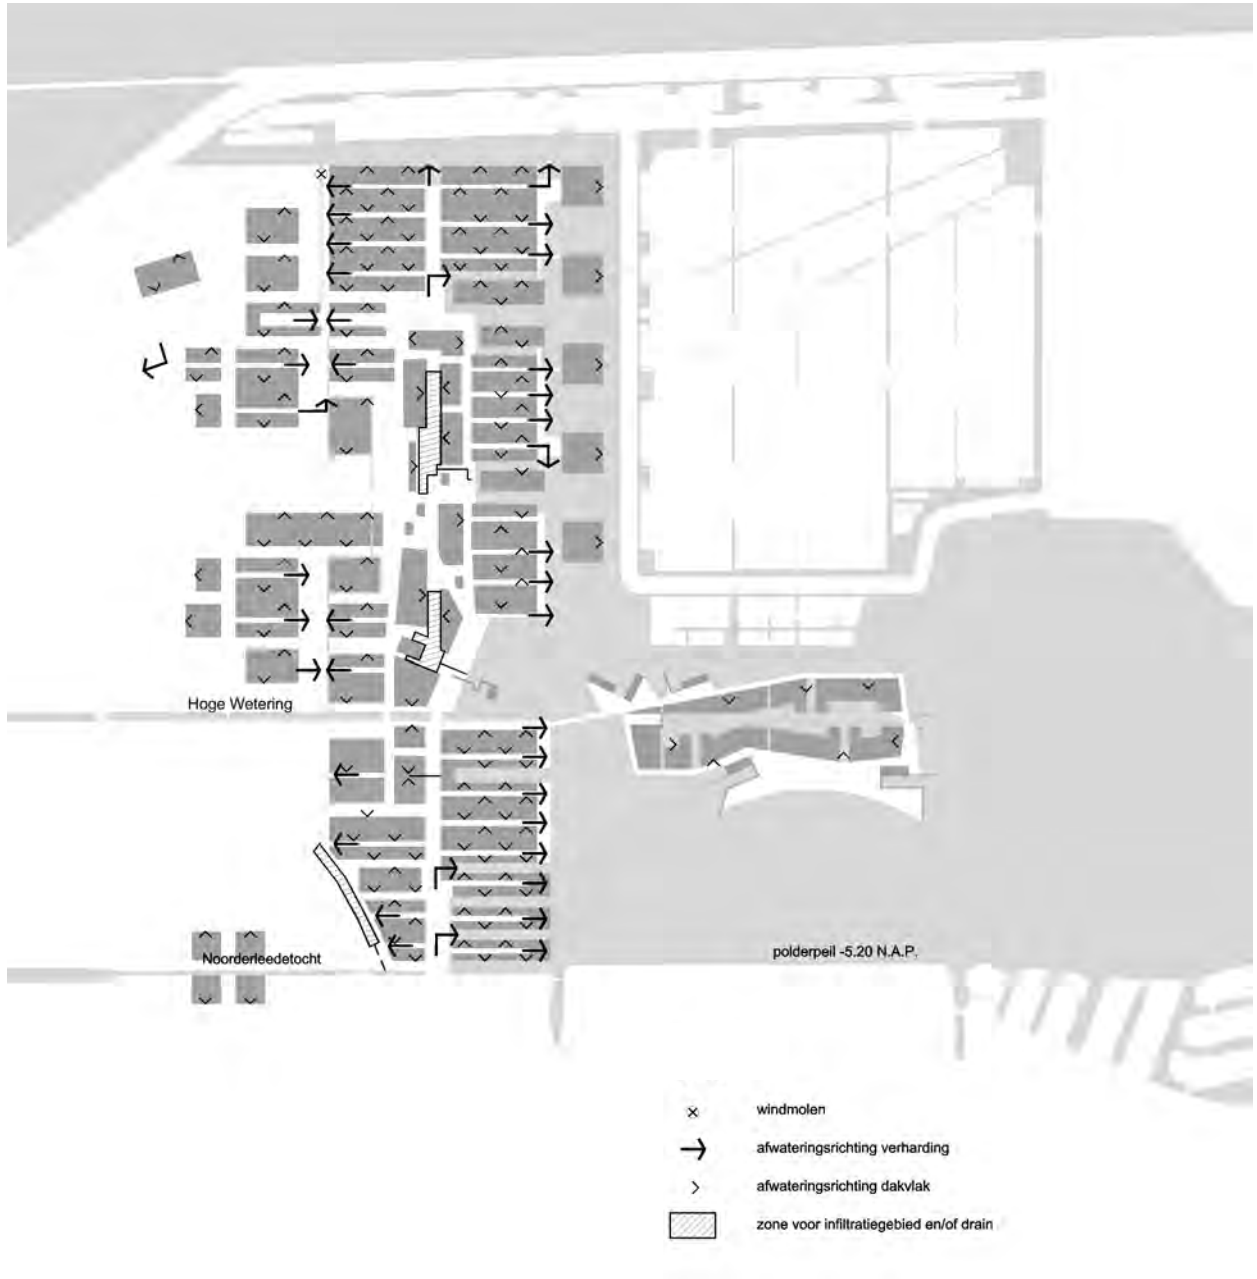 Hoge Wetering
Noorderleedetocht
polderpeil -5.20 N.A.P.
windmolen
afwateringsrichting verharding
afwateringsrichting dakvlak
zone voor infiltratiegebied en/of drain